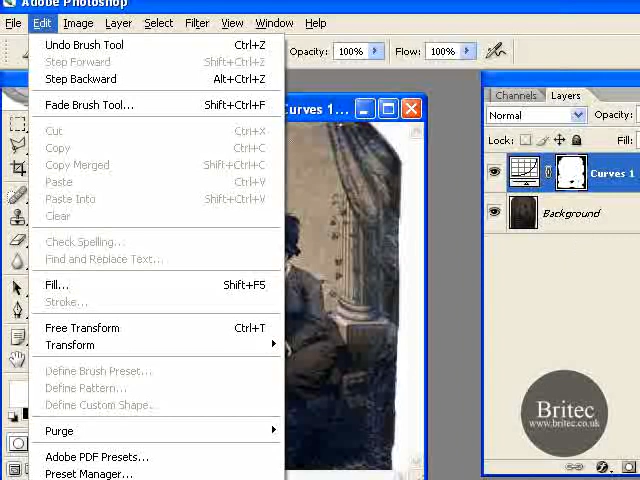 Adobe Photoshop
File Edit Image Layer Select Filter View Window Help
Opacity: 100% Flow: 100%
Undo Brush Tool Ctrl+Z
Step Forward Shift+Ctrl+Z
Step Backward Alt+Ctrl+Z
Fade Brush Tool... Shift+Ctrl+F
Cut Ctrl+X
Copy Ctrl+C
Copy Merged Shift+Ctrl+C
Paste Ctrl+V
Paste Into Shift+Ctrl+V
Clear
Check Spelling...
Find and Replace Text...
Fill... Shift+F5
Stroke...
Free Transform Ctrl+T
Transform
Define Brush Preset...
Define Pattern...
Define Custom Shape...
Purge
Adobe PDF Presets...
Preset Manager...
Curves 1...
Channels Layers
Normal Opacity:
Lock: Fill:
Curves 1
Background
Britec
www.britec.co.uk